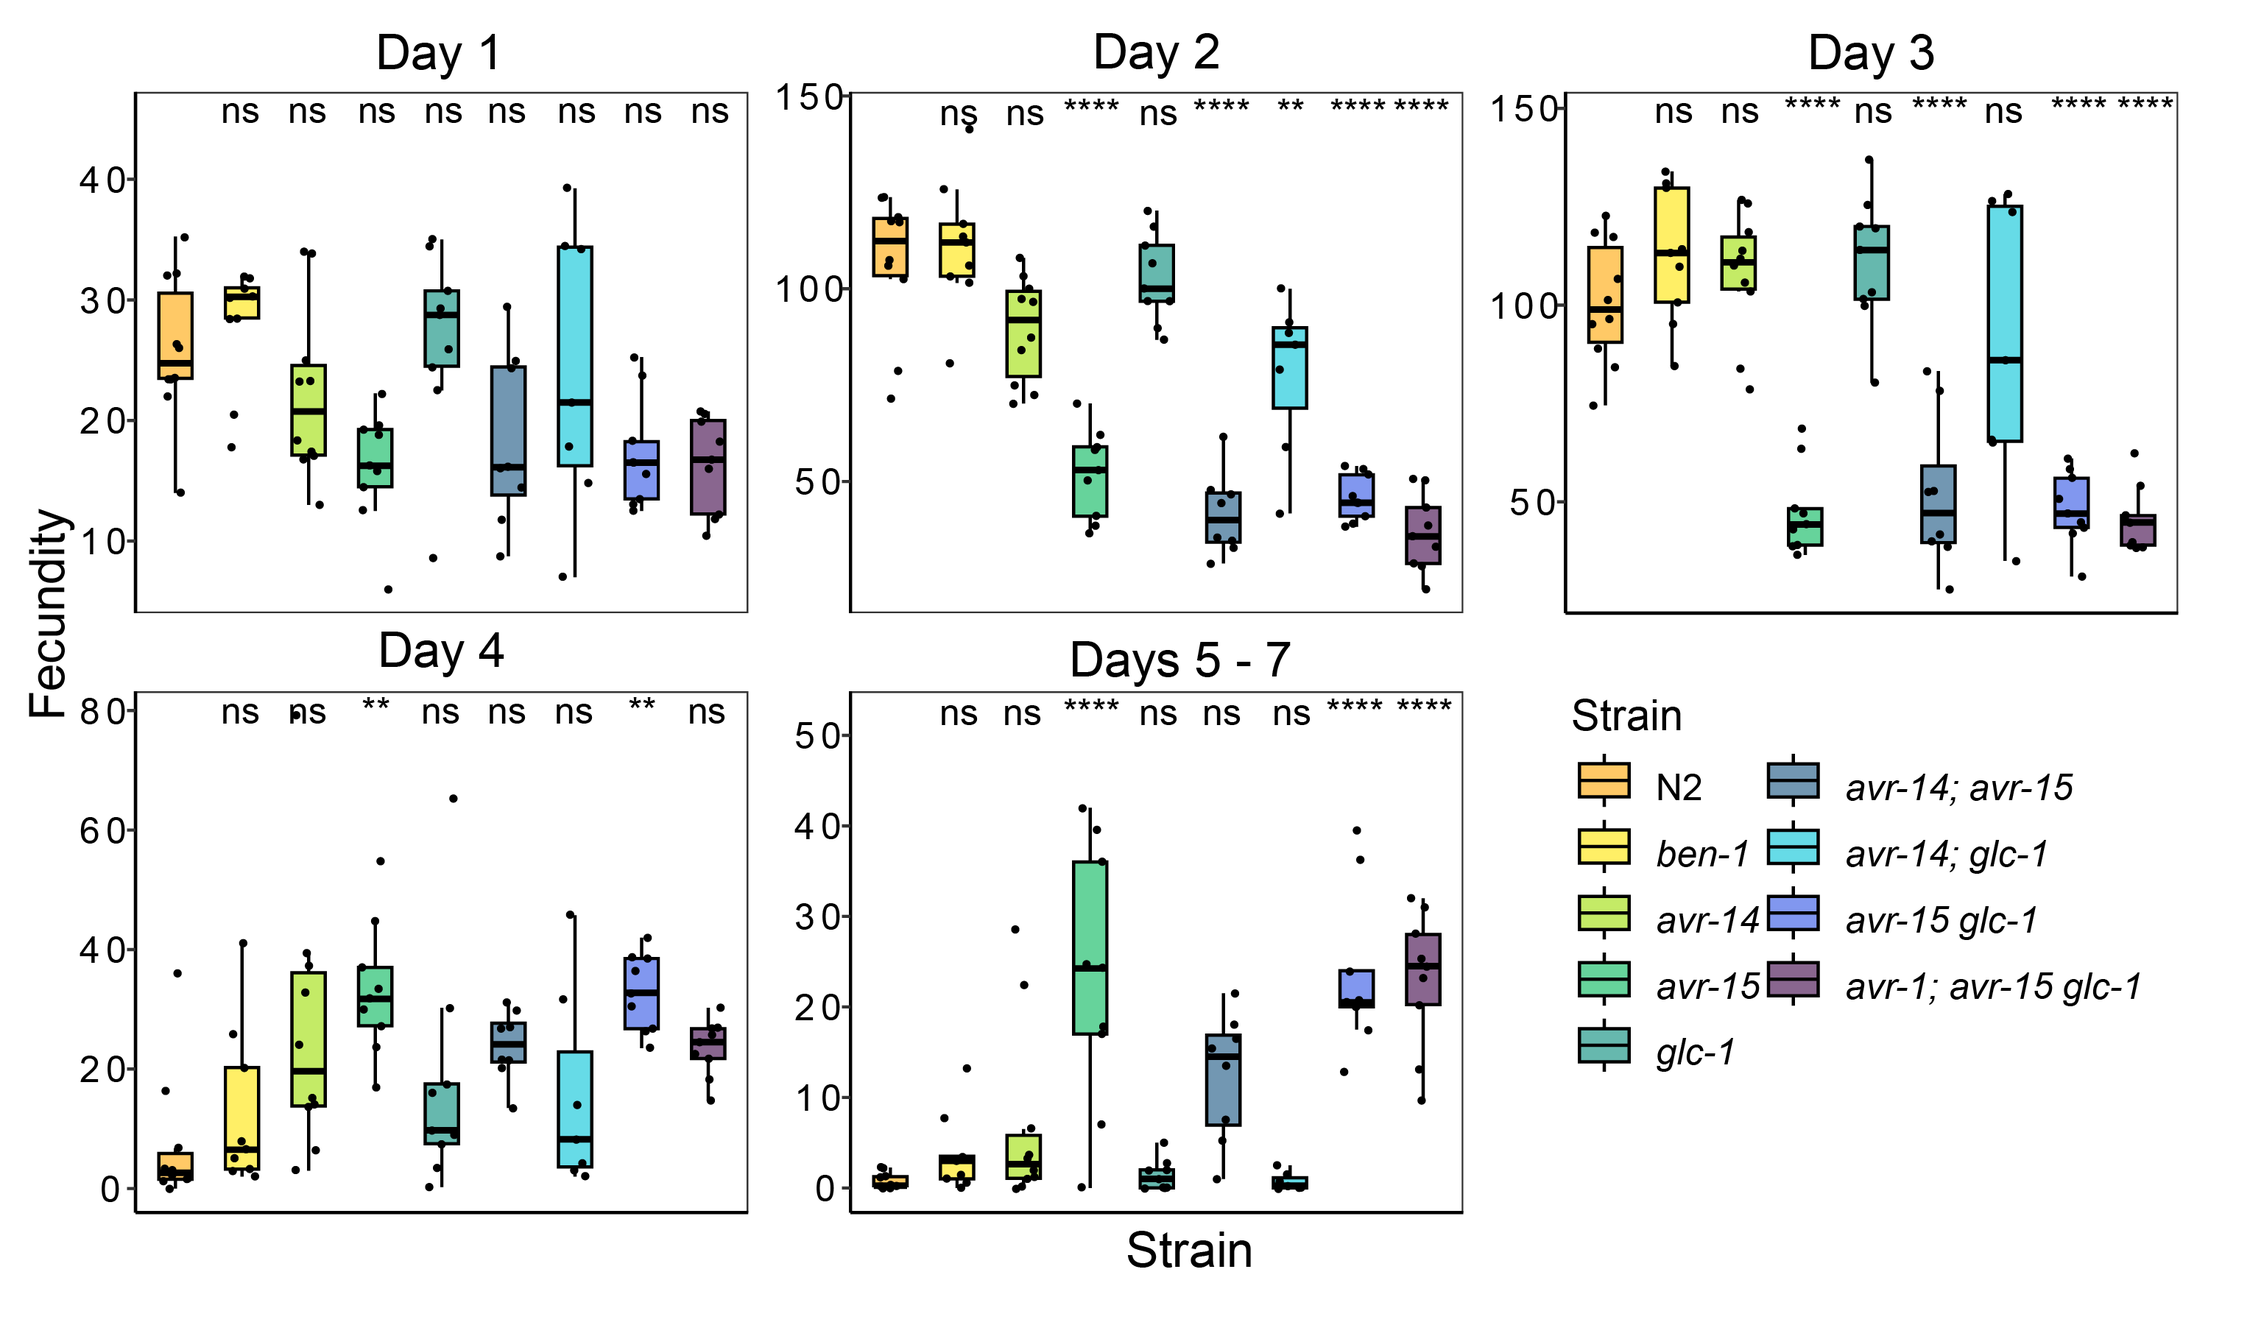 Day 1
Day 2
Day 3
ns ns ns ns ns ns ns ns
ns ns **** ns **** ** **** ****
ns ns **** ns **** ns **** ****
40
30
20
10
150
100
50
150
100
50
Fecundity
Day 4
Days 5 - 7
ns ns ** ns ns ns ** ns
ns ns **** ns ns ns **** ****
80
60
40
20
0
50
40
30
20
10
0
Strain
Strain
N2
ben-1
avr-14
avr-15
glc-1
avr-14; avr-15
avr-14; glc-1
avr-15 glc-1
avr-1; avr-15 glc-1